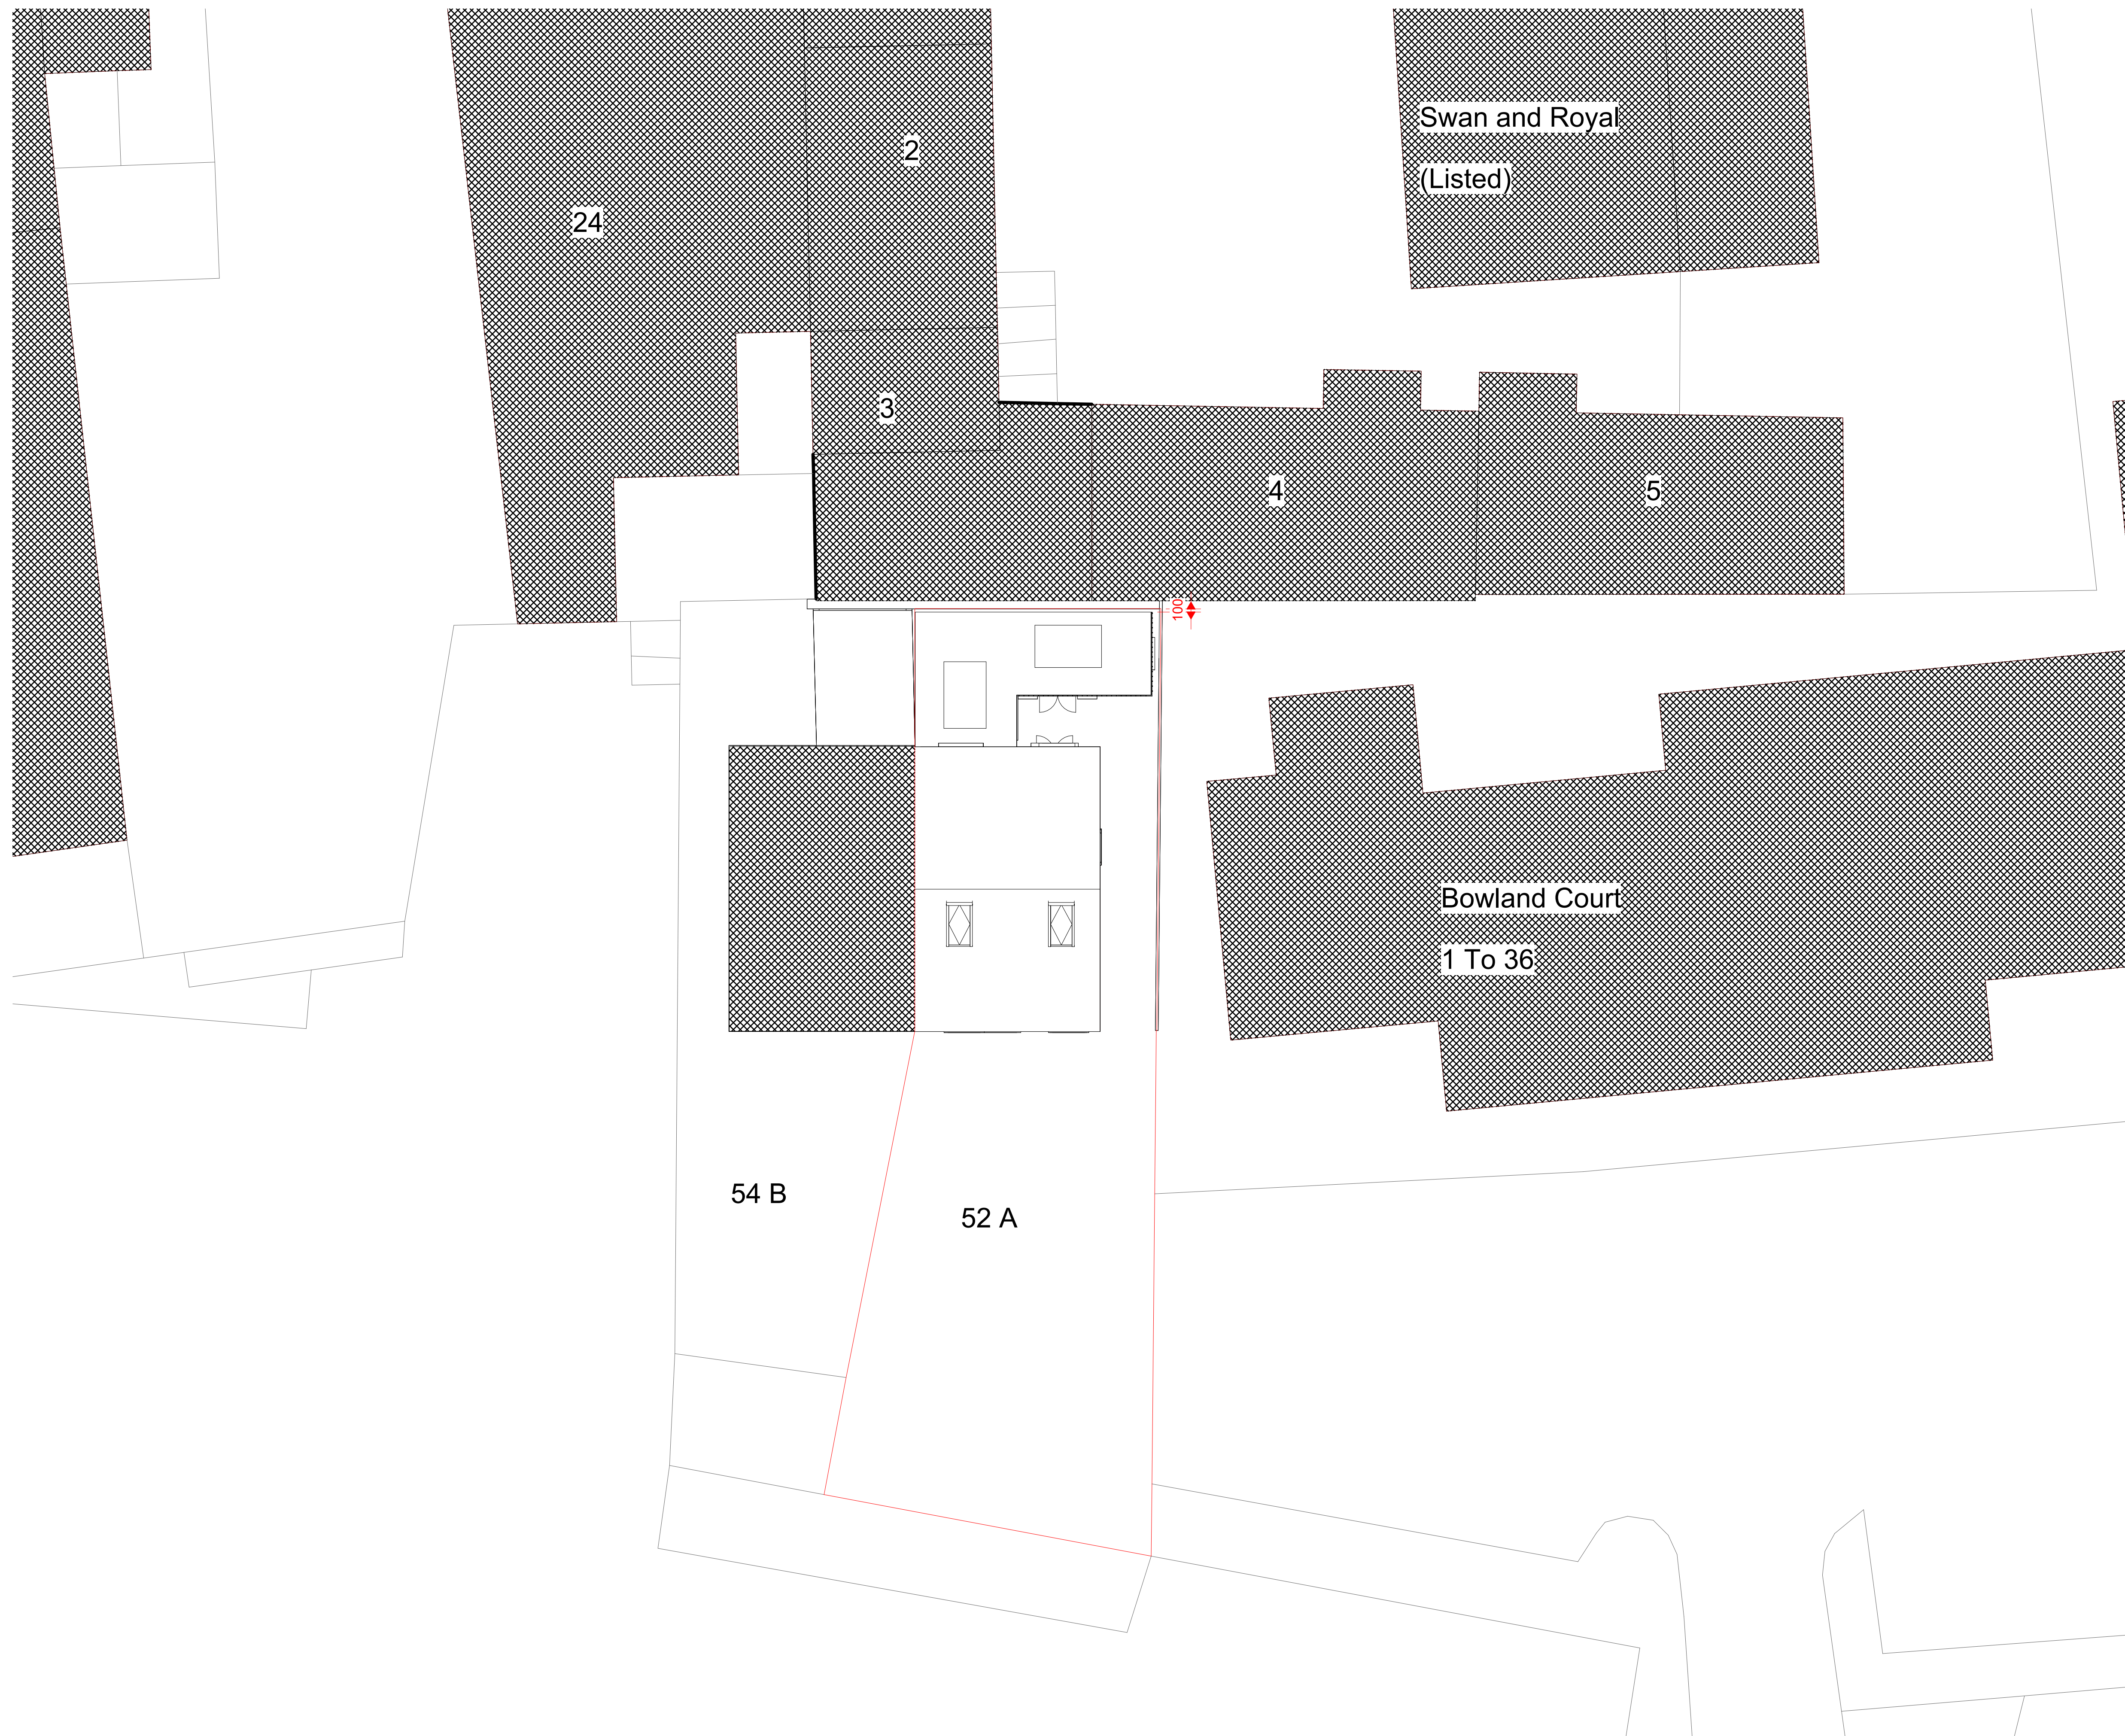 Swan and Royal
(Listed)
2
24
3
4
5
100
Bowland Court
1 To 36
54 B
52 A